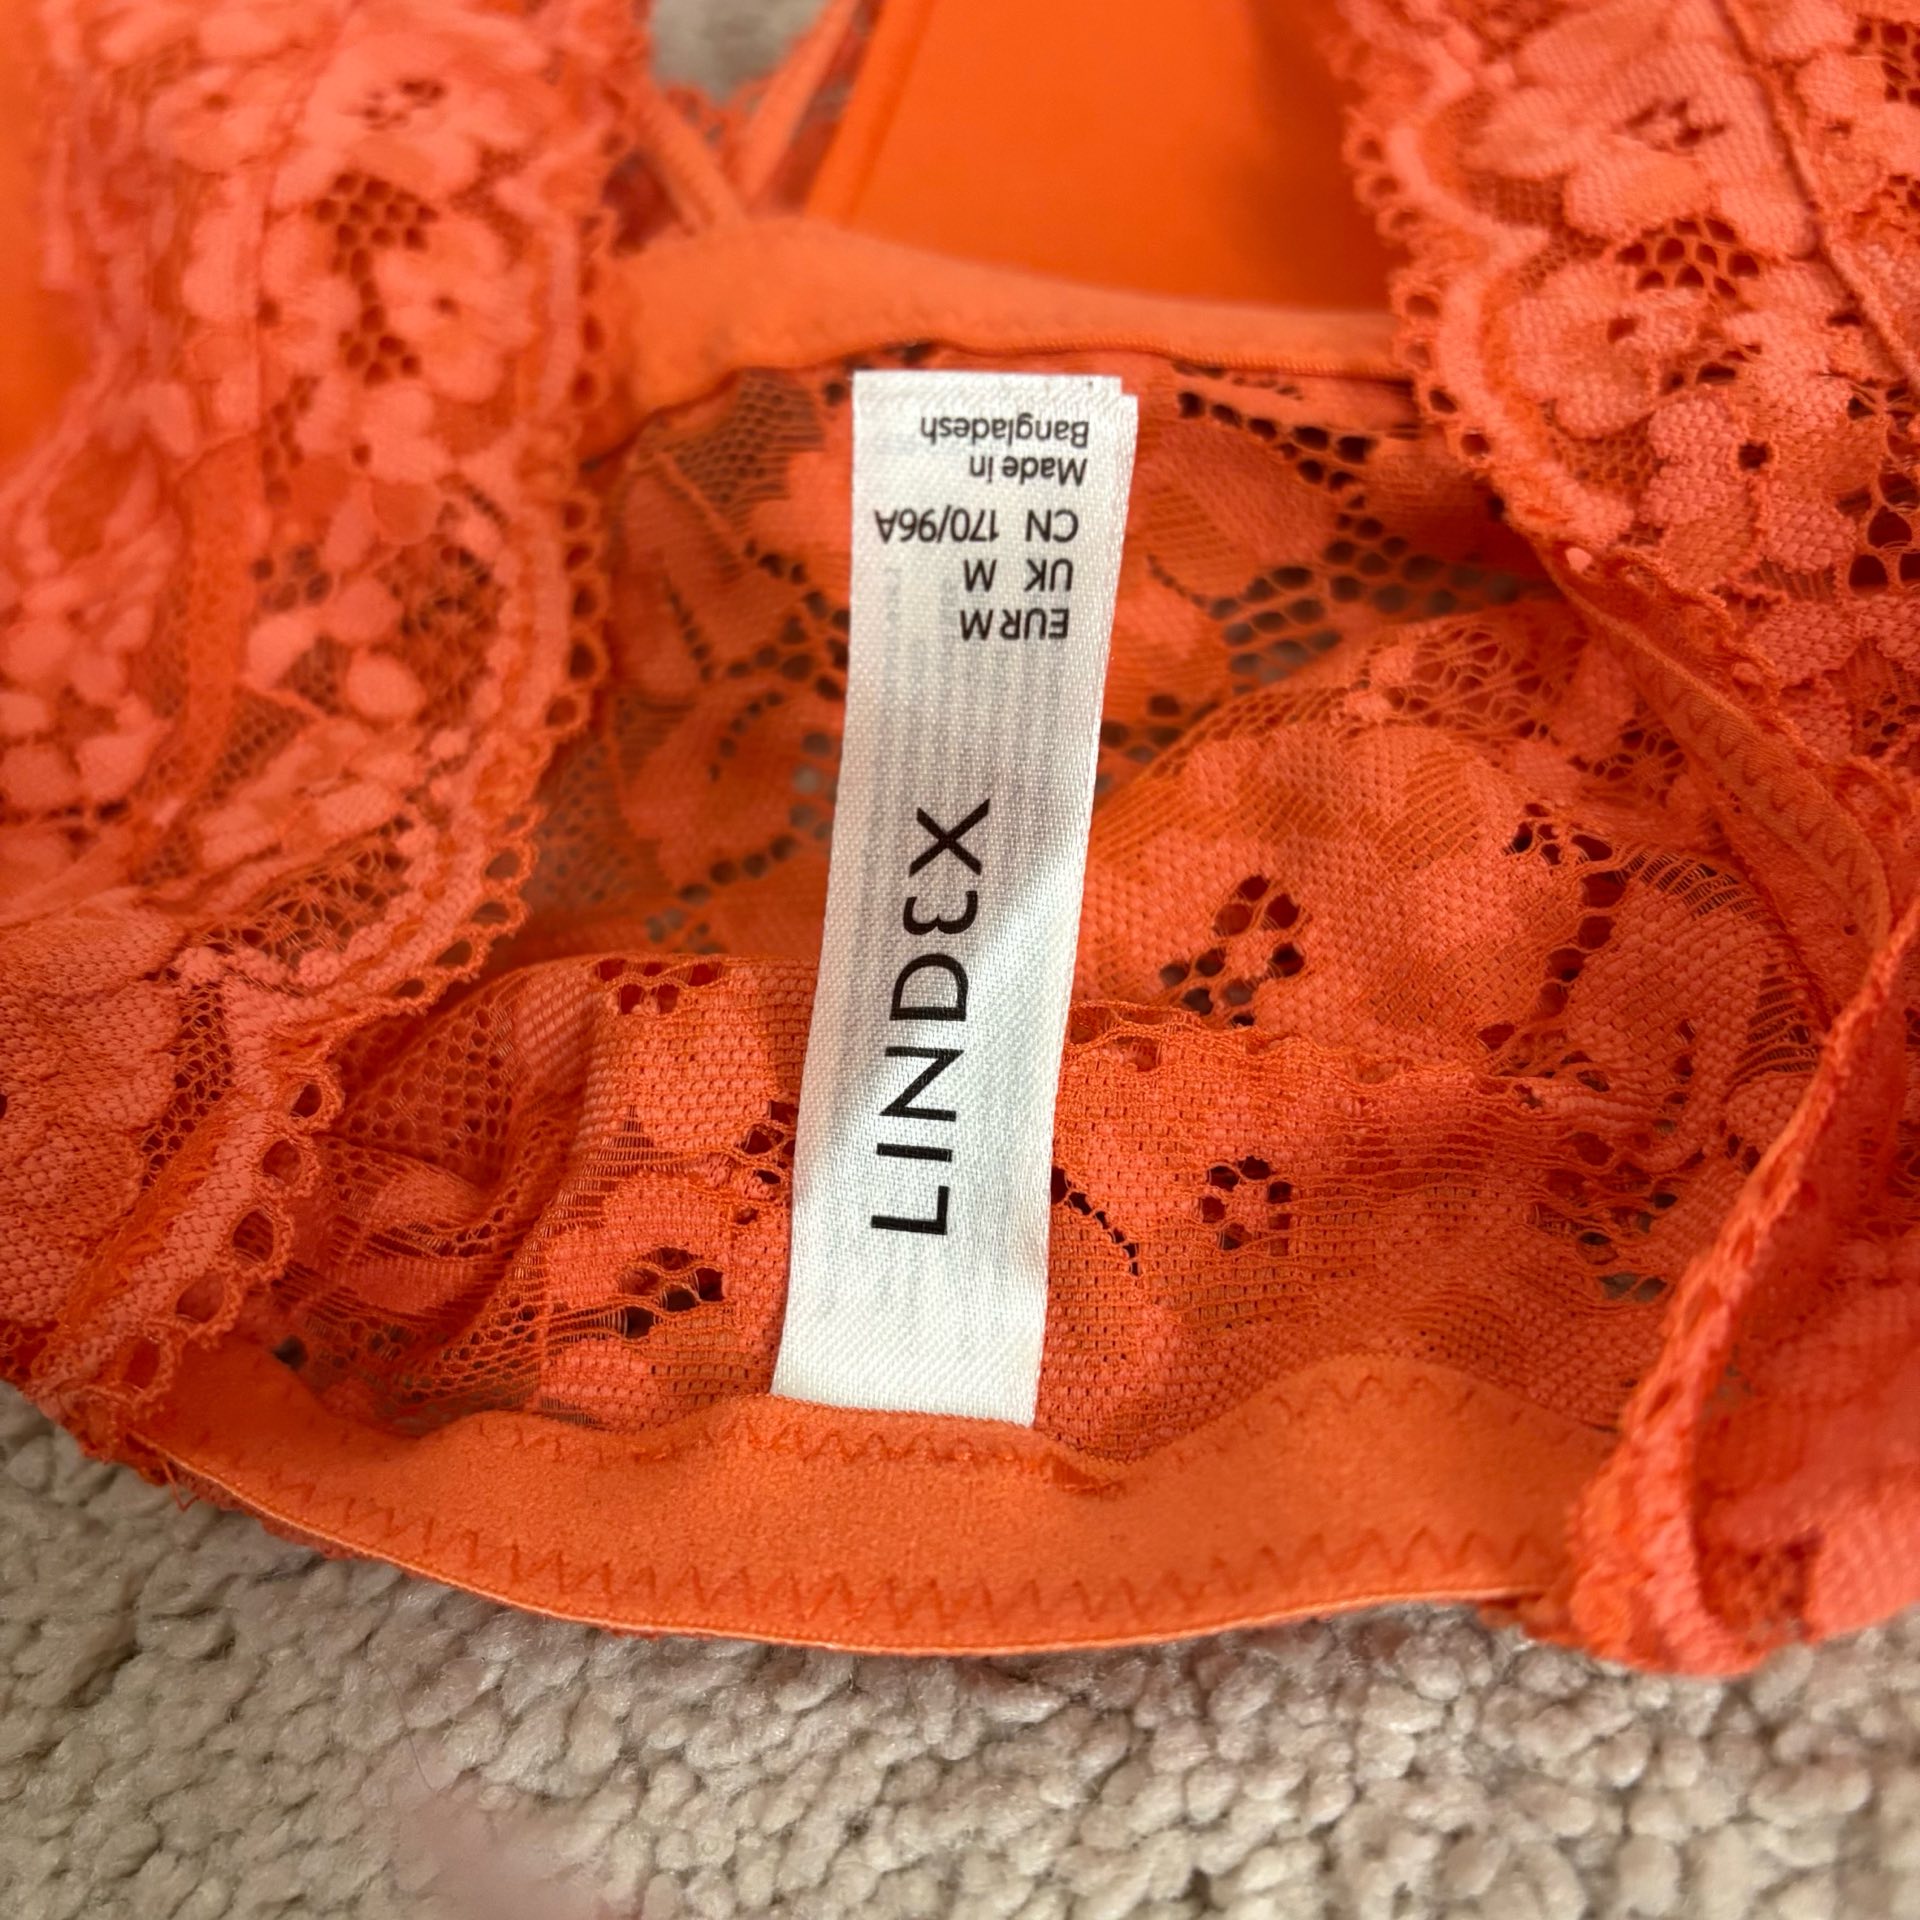 LINDEX
EUR M
UK M
CN 170/96A
Made in
Bangladesh